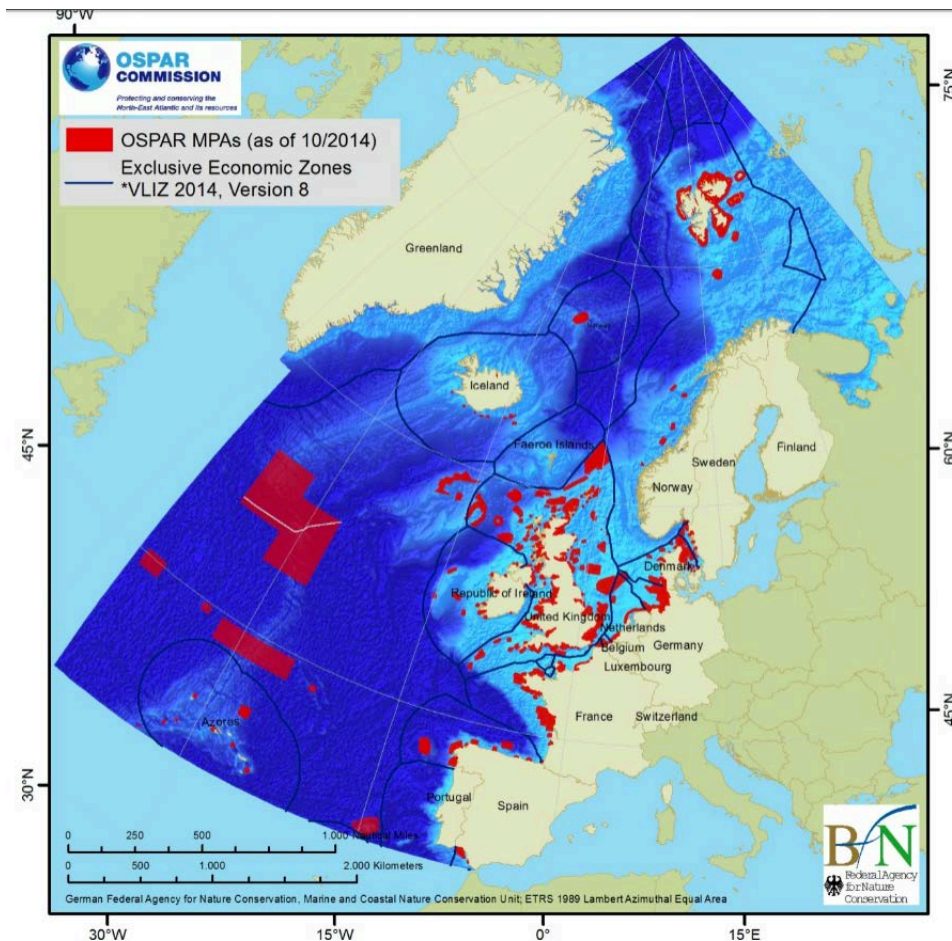 90°W
OSPAR
COMMISSION
Protecting and conserving the
North-East Atlantic and its resources
75°N
OSPAR MPAs (as of 10/2014)
Exclusive Economic Zones
*VLIZ 2014, Version 8
Greenland
Iceland
45°N
60°N
Faeroe Islands
Finland
Sweden
Norway
Denmark
Republic of Ireland
United Kingdom
Netherlands
Belgium
Germany
Luxembourg
France
Switzerland
45°N
Azores
30°N
Portugal
Spain
0 250 500 1.000 Nautical Miles
0 500 1.000 2.000 Kilometers
BfN
Federal Agency
for Nature
Conservation
German Federal Agency for Nature Conservation, Marine and Coastal Nature Conservation Unit; ETRS 1989 Lambert Azimuthal Equal Area
30°W 15°W 0° 15°E